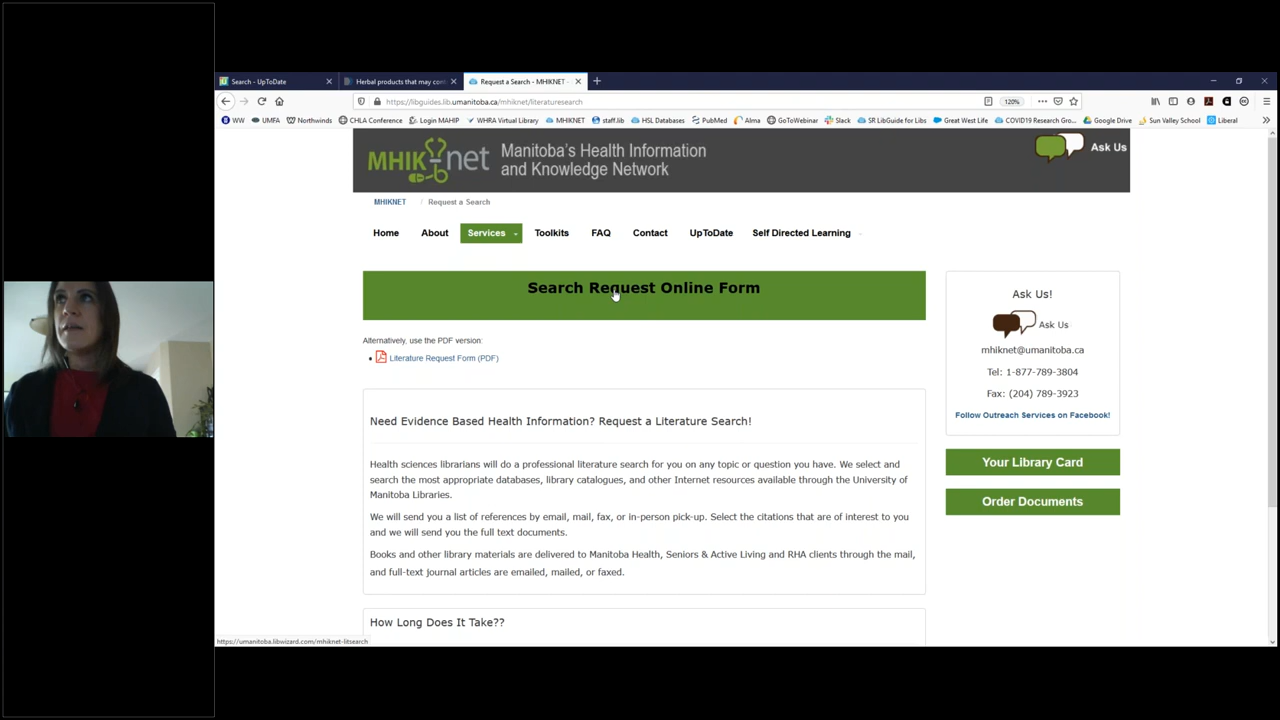 Search - UpToDate
Herbal products that may con
Request a Search - MHIKNET -
https://libguides.lib.umanitoba.ca/mhiknet/literaturesearch
120%
WW
UMFA
Northwinds
CHLA Conference
Login MAHIP
WHRA Virtual Library
MHIKNET
staff.lib
HSL Databases
PubMed
Alma
GoToWebinar
Slack
SR LibGuide for Libs
Great West Life
COVID19 Research Gro...
Google Drive
Sun Valley School
Liberal
MHIKnet
Manitoba's Health Information
and Knowledge Network
Ask Us
MHIKNET / Request a Search
Home About Services Toolkits FAQ Contact UpToDate Self Directed Learning
Search Request Online Form
Alternatively, use the PDF version:
Literature Request Form (PDF)
Need Evidence Based Health Information? Request a Literature Search!
Health sciences librarians will do a professional literature search for you on any topic or question you have. We select and
search the most appropriate databases, library catalogues, and other Internet resources available through the University of
Manitoba Libraries.
We will send you a list of references by email, mail, fax, or in-person pick-up. Select the citations that are of interest to you
and we will send you the full text documents.
Books and other library materials are delivered to Manitoba Health, Seniors & Active Living and RHA clients through the mail,
and full-text journal articles are emailed, mailed, or faxed.
How Long Does It Take??
Ask Us!
Ask Us
mhiknet@umanitoba.ca
Tel: 1-877-789-3804
Fax: (204) 789-3923
Follow Outreach Services on Facebook!
Your Library Card
Order Documents
https://umanitoba.libwizard.com/mhiknet-litsearch